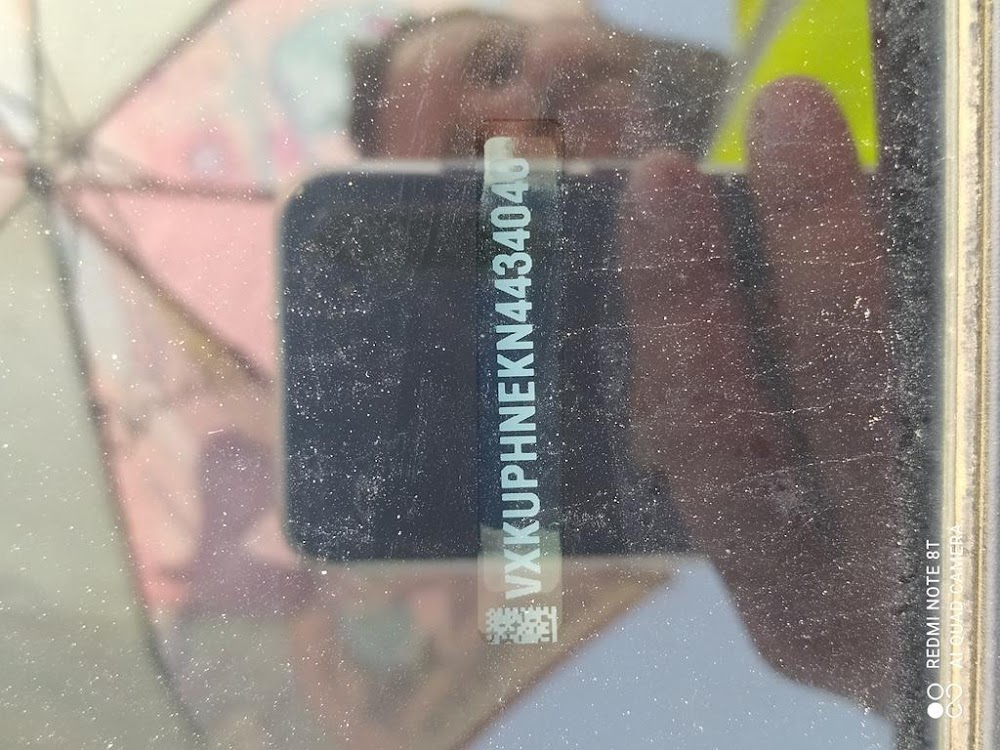 VXKUPHNEKN4434040
REDMI NOTE 8T
AI QUAD CAMERA